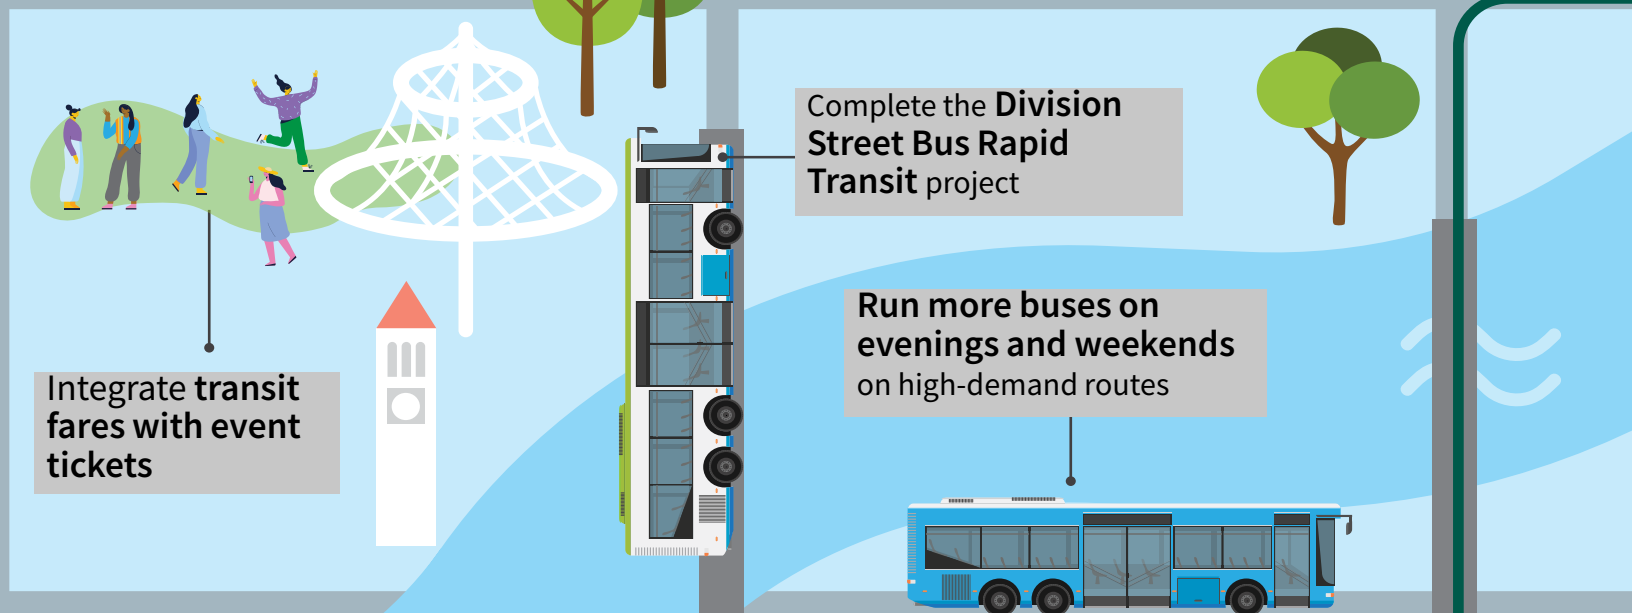 Complete the Division
Street Bus Rapid
Transit project
Run more buses on
evenings and weekends
on high-demand routes
Integrate transit
fares with event
tickets